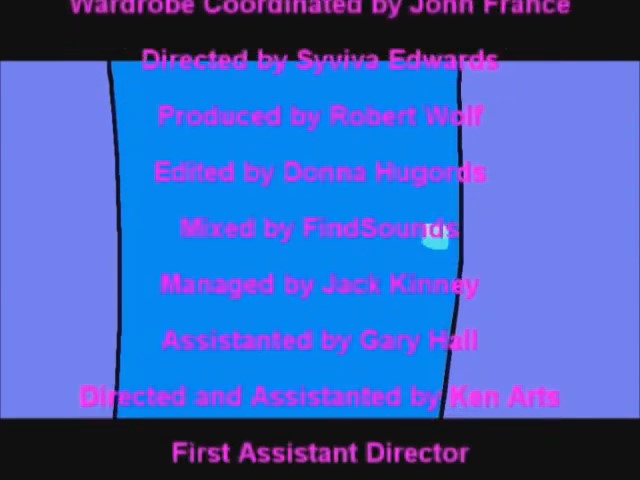 Wardrobe Coordinated by John France
Directed by Syviva Edwards
Produced by Robert Wolf
Edited by Donna Hugords
Mixed by FindSounds
Managed by Jack Kinney
Assistanted by Gary Hall
Directed and Assistanted by Ken Arts
First Assistant Director